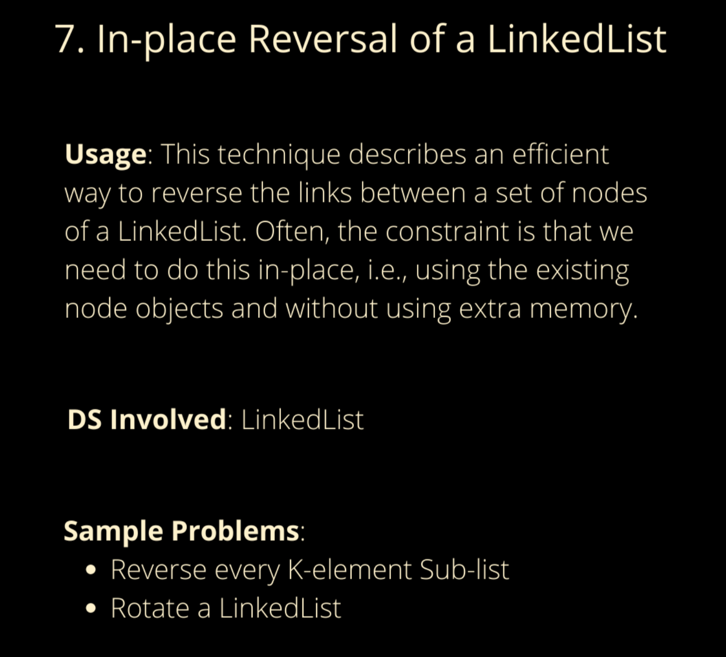 7. In-place Reversal of a LinkedList
Usage: This technique describes an efficient
way to reverse the links between a set of nodes
of a LinkedList. Often, the constraint is that we
need to do this in-place, i.e., using the existing
node objects and without using extra memory.
DS Involved: LinkedList
Sample Problems:
• Reverse every K-element Sub-list
• Rotate a LinkedList